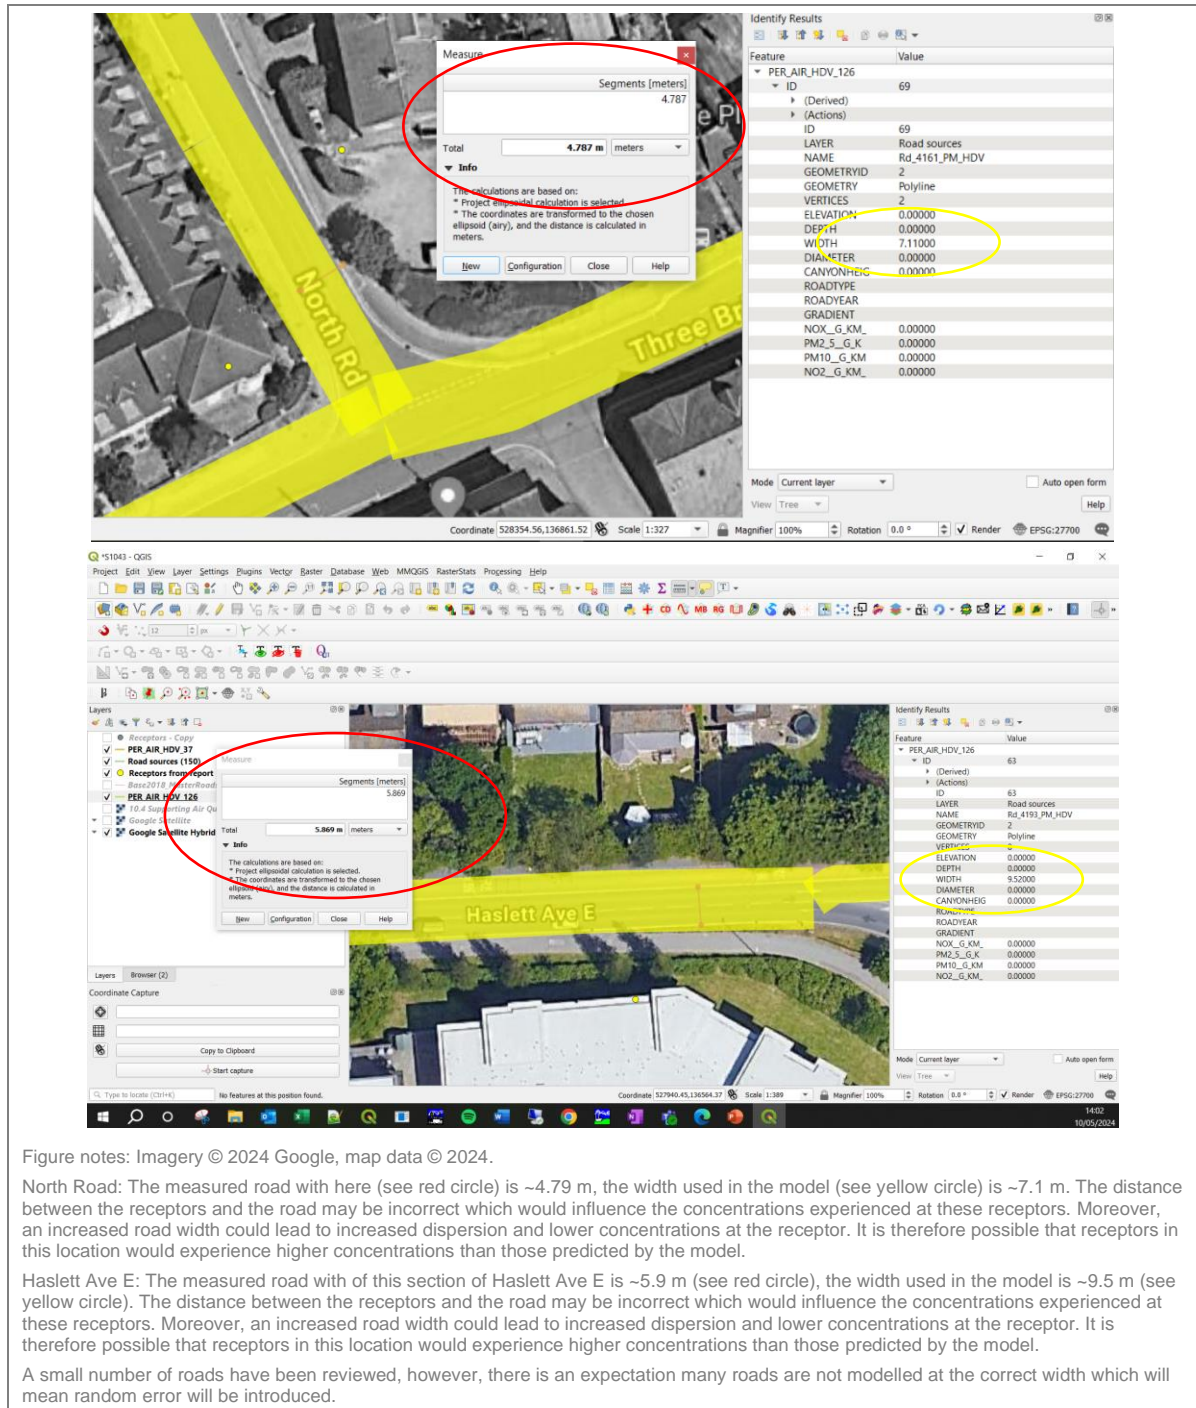 Identify Results
Feature Value
PER_AIR_HDV_126
ID 69
(Derived)
(Actions)
ID 69
LAYER Road sources
NAME Rd_4161_PM_HDV
GEOMETRYID 2
GEOMETRY Polyline
VERTICES 2
ELEVATION 0.00000
DEPTH 0.00000
WIDTH 7.11000
DIAMETER 0.00000
CANYONHEIG 0.00000
ROADTYPE
ROADYEAR
GRADIENT
NOX__G_KM_ 0.00000
PM2_5__G_K 0.00000
PM10__G_KM 0.00000
NO2__G_KM_ 0.00000
Mode Current layer Auto open form
View Tree Help
Measure
Segments [meters]
4.787
Total 4.787 m meters
Info
The calculations are based on:
* Project ellipsoidal calculation is selected.
* The coordinates are transformed to the chosen
ellipsoid (airy), and the distance is calculated in
meters.
New Configuration Close Help
e Pl
North Rd
Three Br
Coordinate 528354.56,136861.52 Scale 1:327 Magnifier 100% Rotation 0.0 ° Render EPSG:27700
*S1043 - QGIS
Project Edit View Layer Settings Plugins Vector Raster Database Web MMQGIS RasterStats Processing Help
12 px
CD MB RG
Layers
Receptors - Copy
PER_AIR_HDV_37
Road sources (150)
Receptors from report
Base2018_MasterRoad
PER_AIR_HDV_126
10.4 Supporting Air Qu
Google Satellite
Google Satellite Hybrid
Layers Browser (2)
Coordinate Capture
Copy to Clipboard
Start capture
Measure
Segments [meters]
5.869
Total 5.869 m meters
Info
The calculations are based on:
* Project ellipsoidal calculation is selected.
* The coordinates are transformed to the chosen
ellipsoid (airy), and the distance is calculated in
meters.
New Configuration Close Help
Haslett Ave E
Identify Results
Feature Value
PER_AIR_HDV_126
ID 63
(Derived)
(Actions)
ID 63
LAYER Road sources
NAME Rd_4193_PM_HDV
GEOMETRYID 2
GEOMETRY Polyline
VERTICES
ELEVATION 0.00000
DEPTH 0.00000
WIDTH 9.52000
DIAMETER 0.00000
CANYONHEIG 0.00000
ROADTYPE
ROADYEAR
GRADIENT
NOX__G_KM_ 0.00000
PM2_5__G_K 0.00000
PM10__G_KM 0.00000
NO2__G_KM_ 0.00000
Mode Current layer Auto open form
View Tree Help
Type to locate (Ctrl+K) No features at this position found. Coordinate 527940.45,136564.37 Scale 1:389 Magnifier 100% Rotation 0.0 ° Render EPSG:27700
14:02
10/05/2024
Figure notes: Imagery © 2024 Google, map data © 2024.
North Road: The measured road with here (see red circle) is ~4.79 m, the width used in the model (see yellow circle) is ~7.1 m. The distance
between the receptors and the road may be incorrect which would influence the concentrations experienced at these receptors. Moreover,
an increased road width could lead to increased dispersion and lower concentrations at the receptor. It is therefore possible that receptors in
this location would experience higher concentrations than those predicted by the model.
Haslett Ave E: The measured road with of this section of Haslett Ave E is ~5.9 m (see red circle), the width used in the model is ~9.5 m (see
yellow circle). The distance between the receptors and the road may be incorrect which would influence the concentrations experienced at
these receptors. Moreover, an increased road width could lead to increased dispersion and lower concentrations at the receptor. It is
therefore possible that receptors in this location would experience higher concentrations than those predicted by the model.
A small number of roads have been reviewed, however, there is an expectation many roads are not modelled at the correct width which will
mean random error will be introduced.